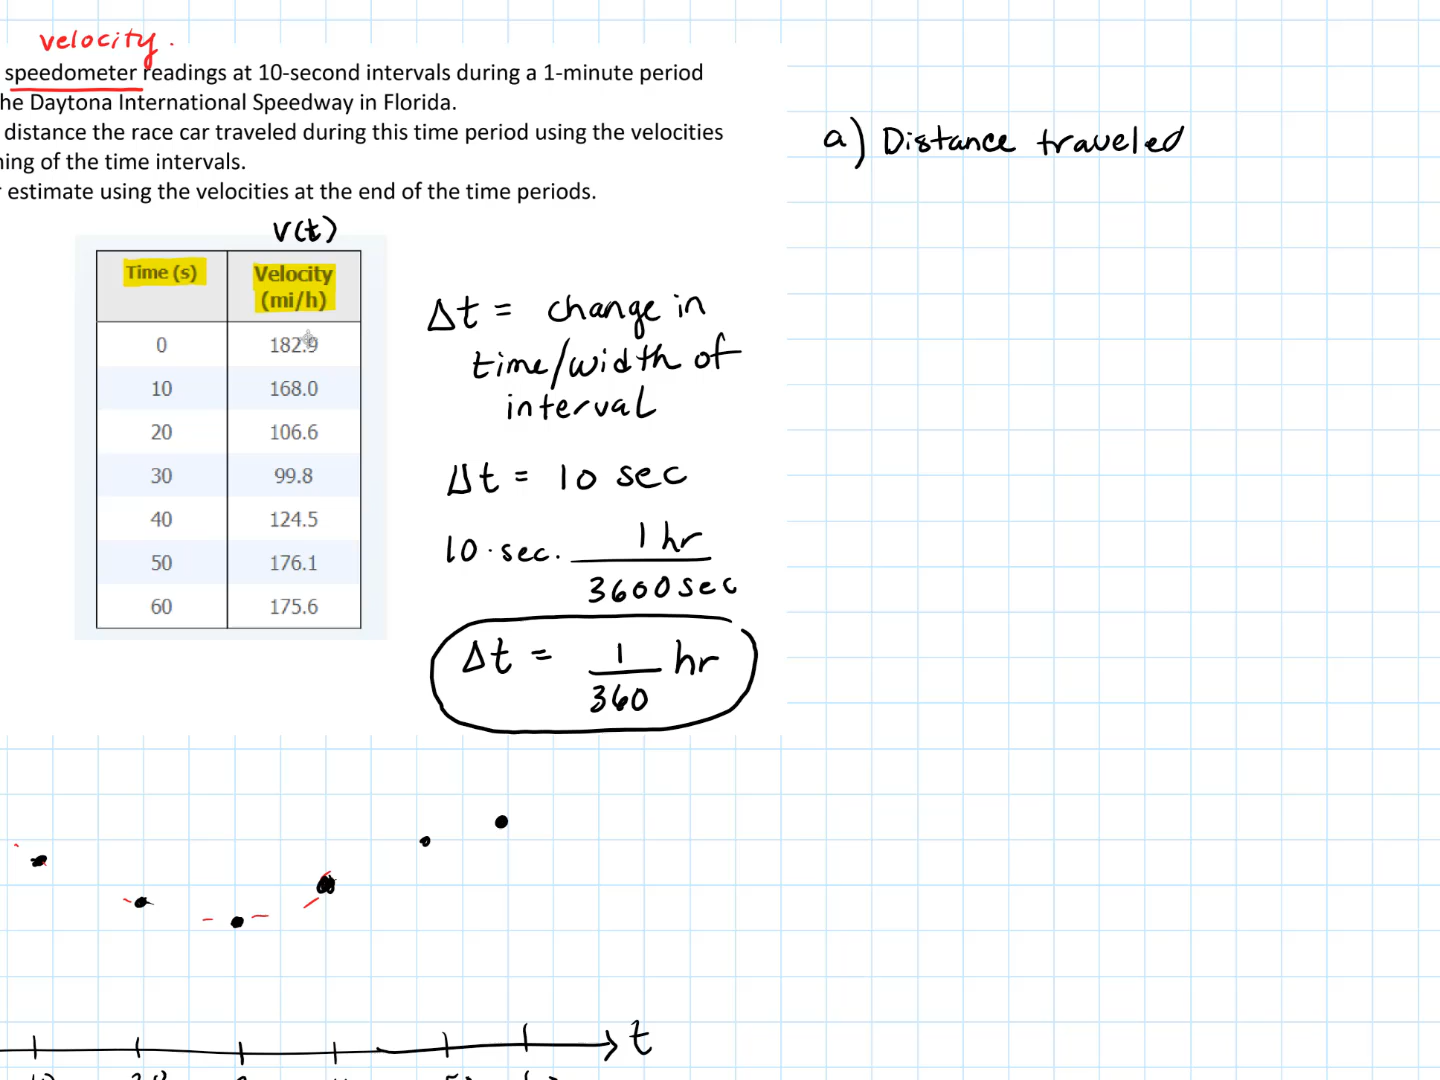 velocity.
speedometer readings at 10-second intervals during a 1-minute period
he Daytona International Speedway in Florida.
distance the race car traveled during this time period using the velocities
ning of the time intervals.
r estimate using the velocities at the end of the time periods.
a) Distance traveled
v(t)
Time (s) Velocity (mi/h)
0 182.9
10 168.0
20 106.6
30 99.8
40 124.5
50 176.1
60 175.6
Δt = change in
time/width of
interval
Δt = 10 sec
10 · sec. 1 hr
3600 sec
Δt = 1 hr
360
t